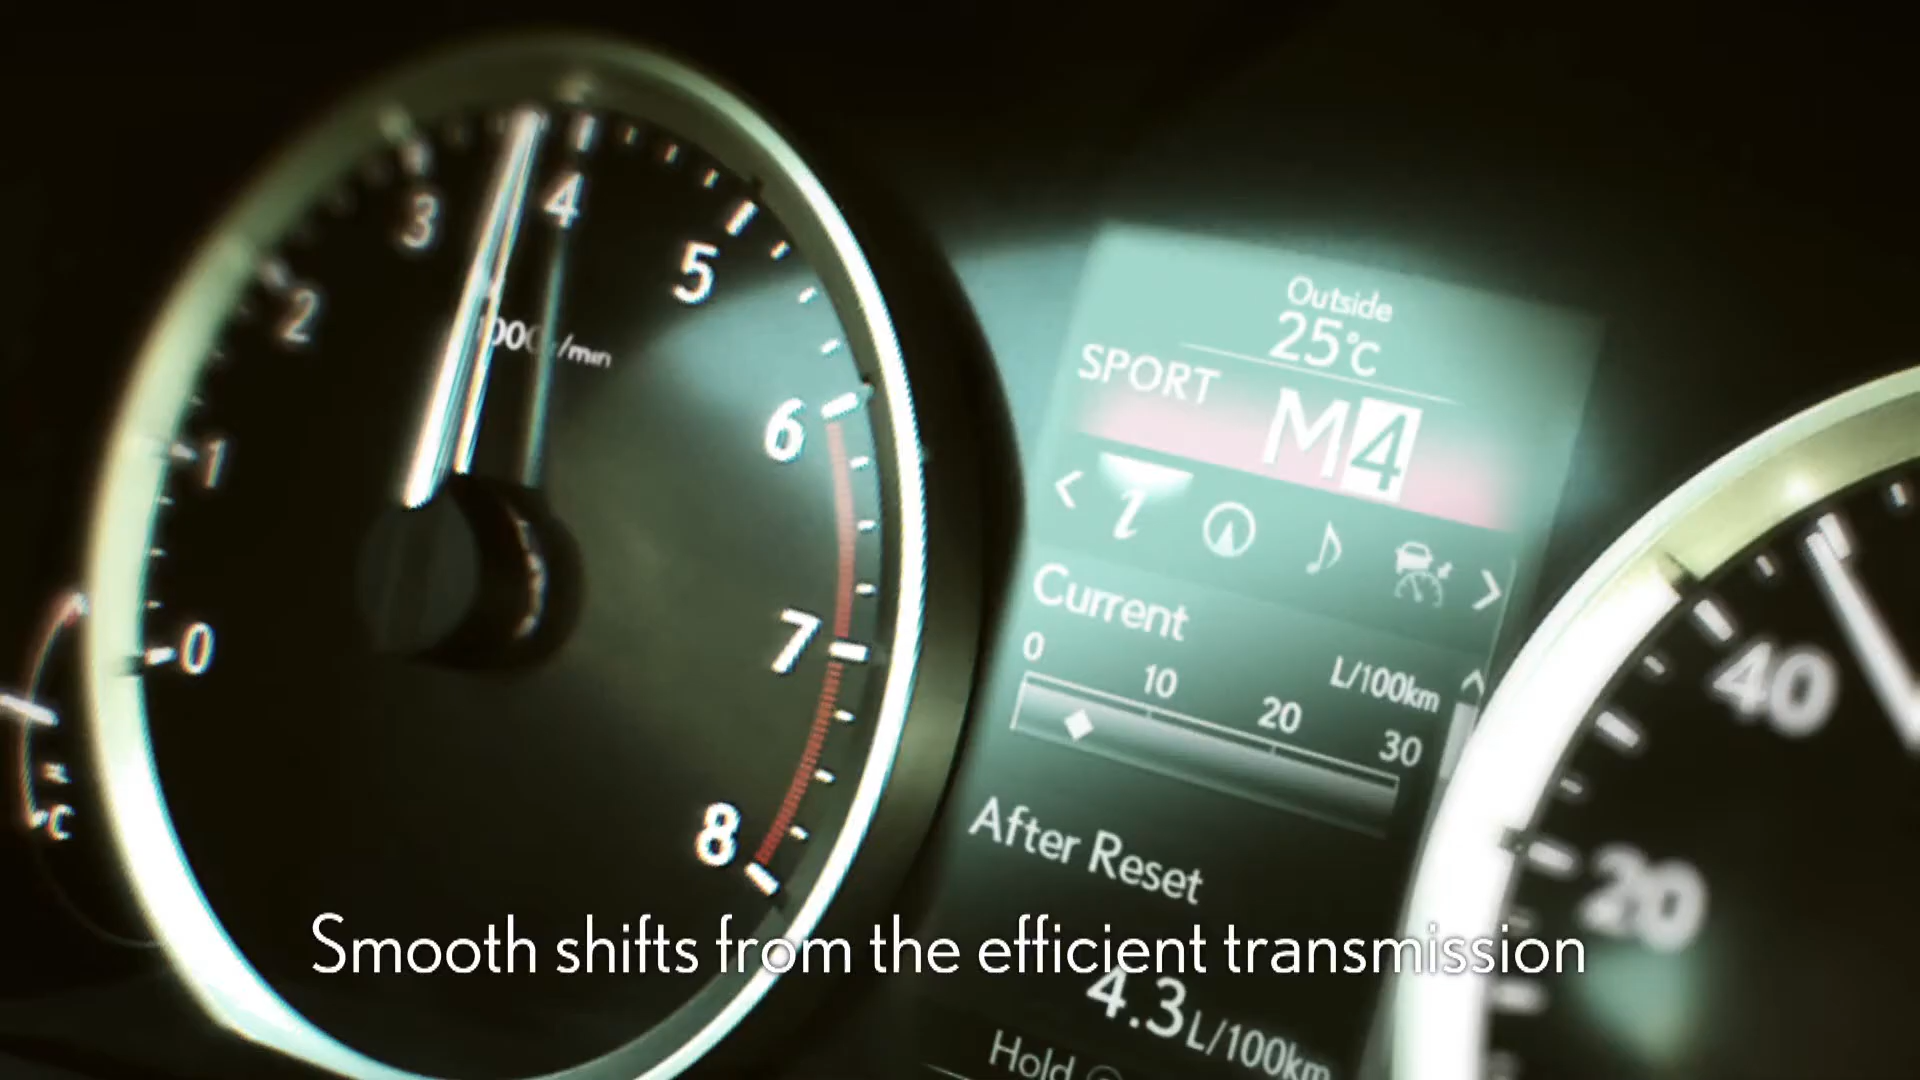 0
1
2
3
4
5
6
7
8
/min
Outside
25°C
SPORT
M4
i
Current
0 10 20 30
L/100km
After Reset
4.3 L/100km
Hold
40
20
C
Smooth shifts from the efficient transmission